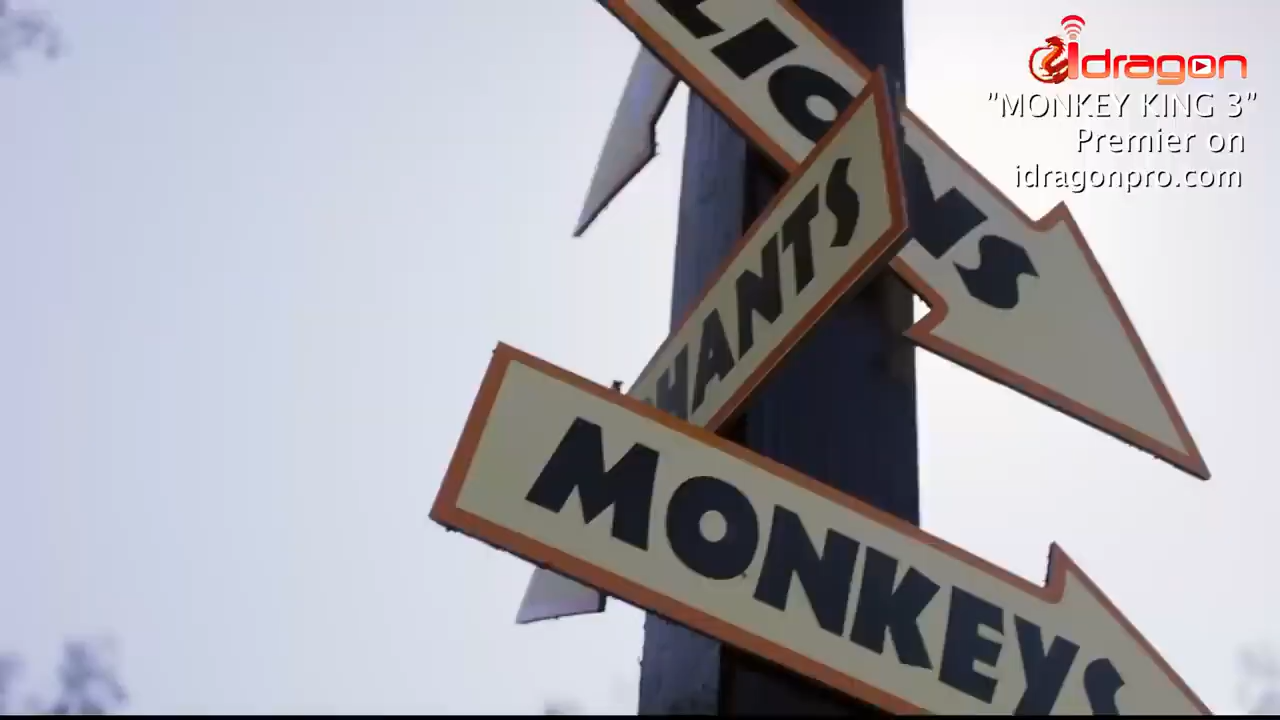 idragon
"MONKEY KING 3"
Premier on
idragonpro.com
LIONS
HANTS
MONKEYS